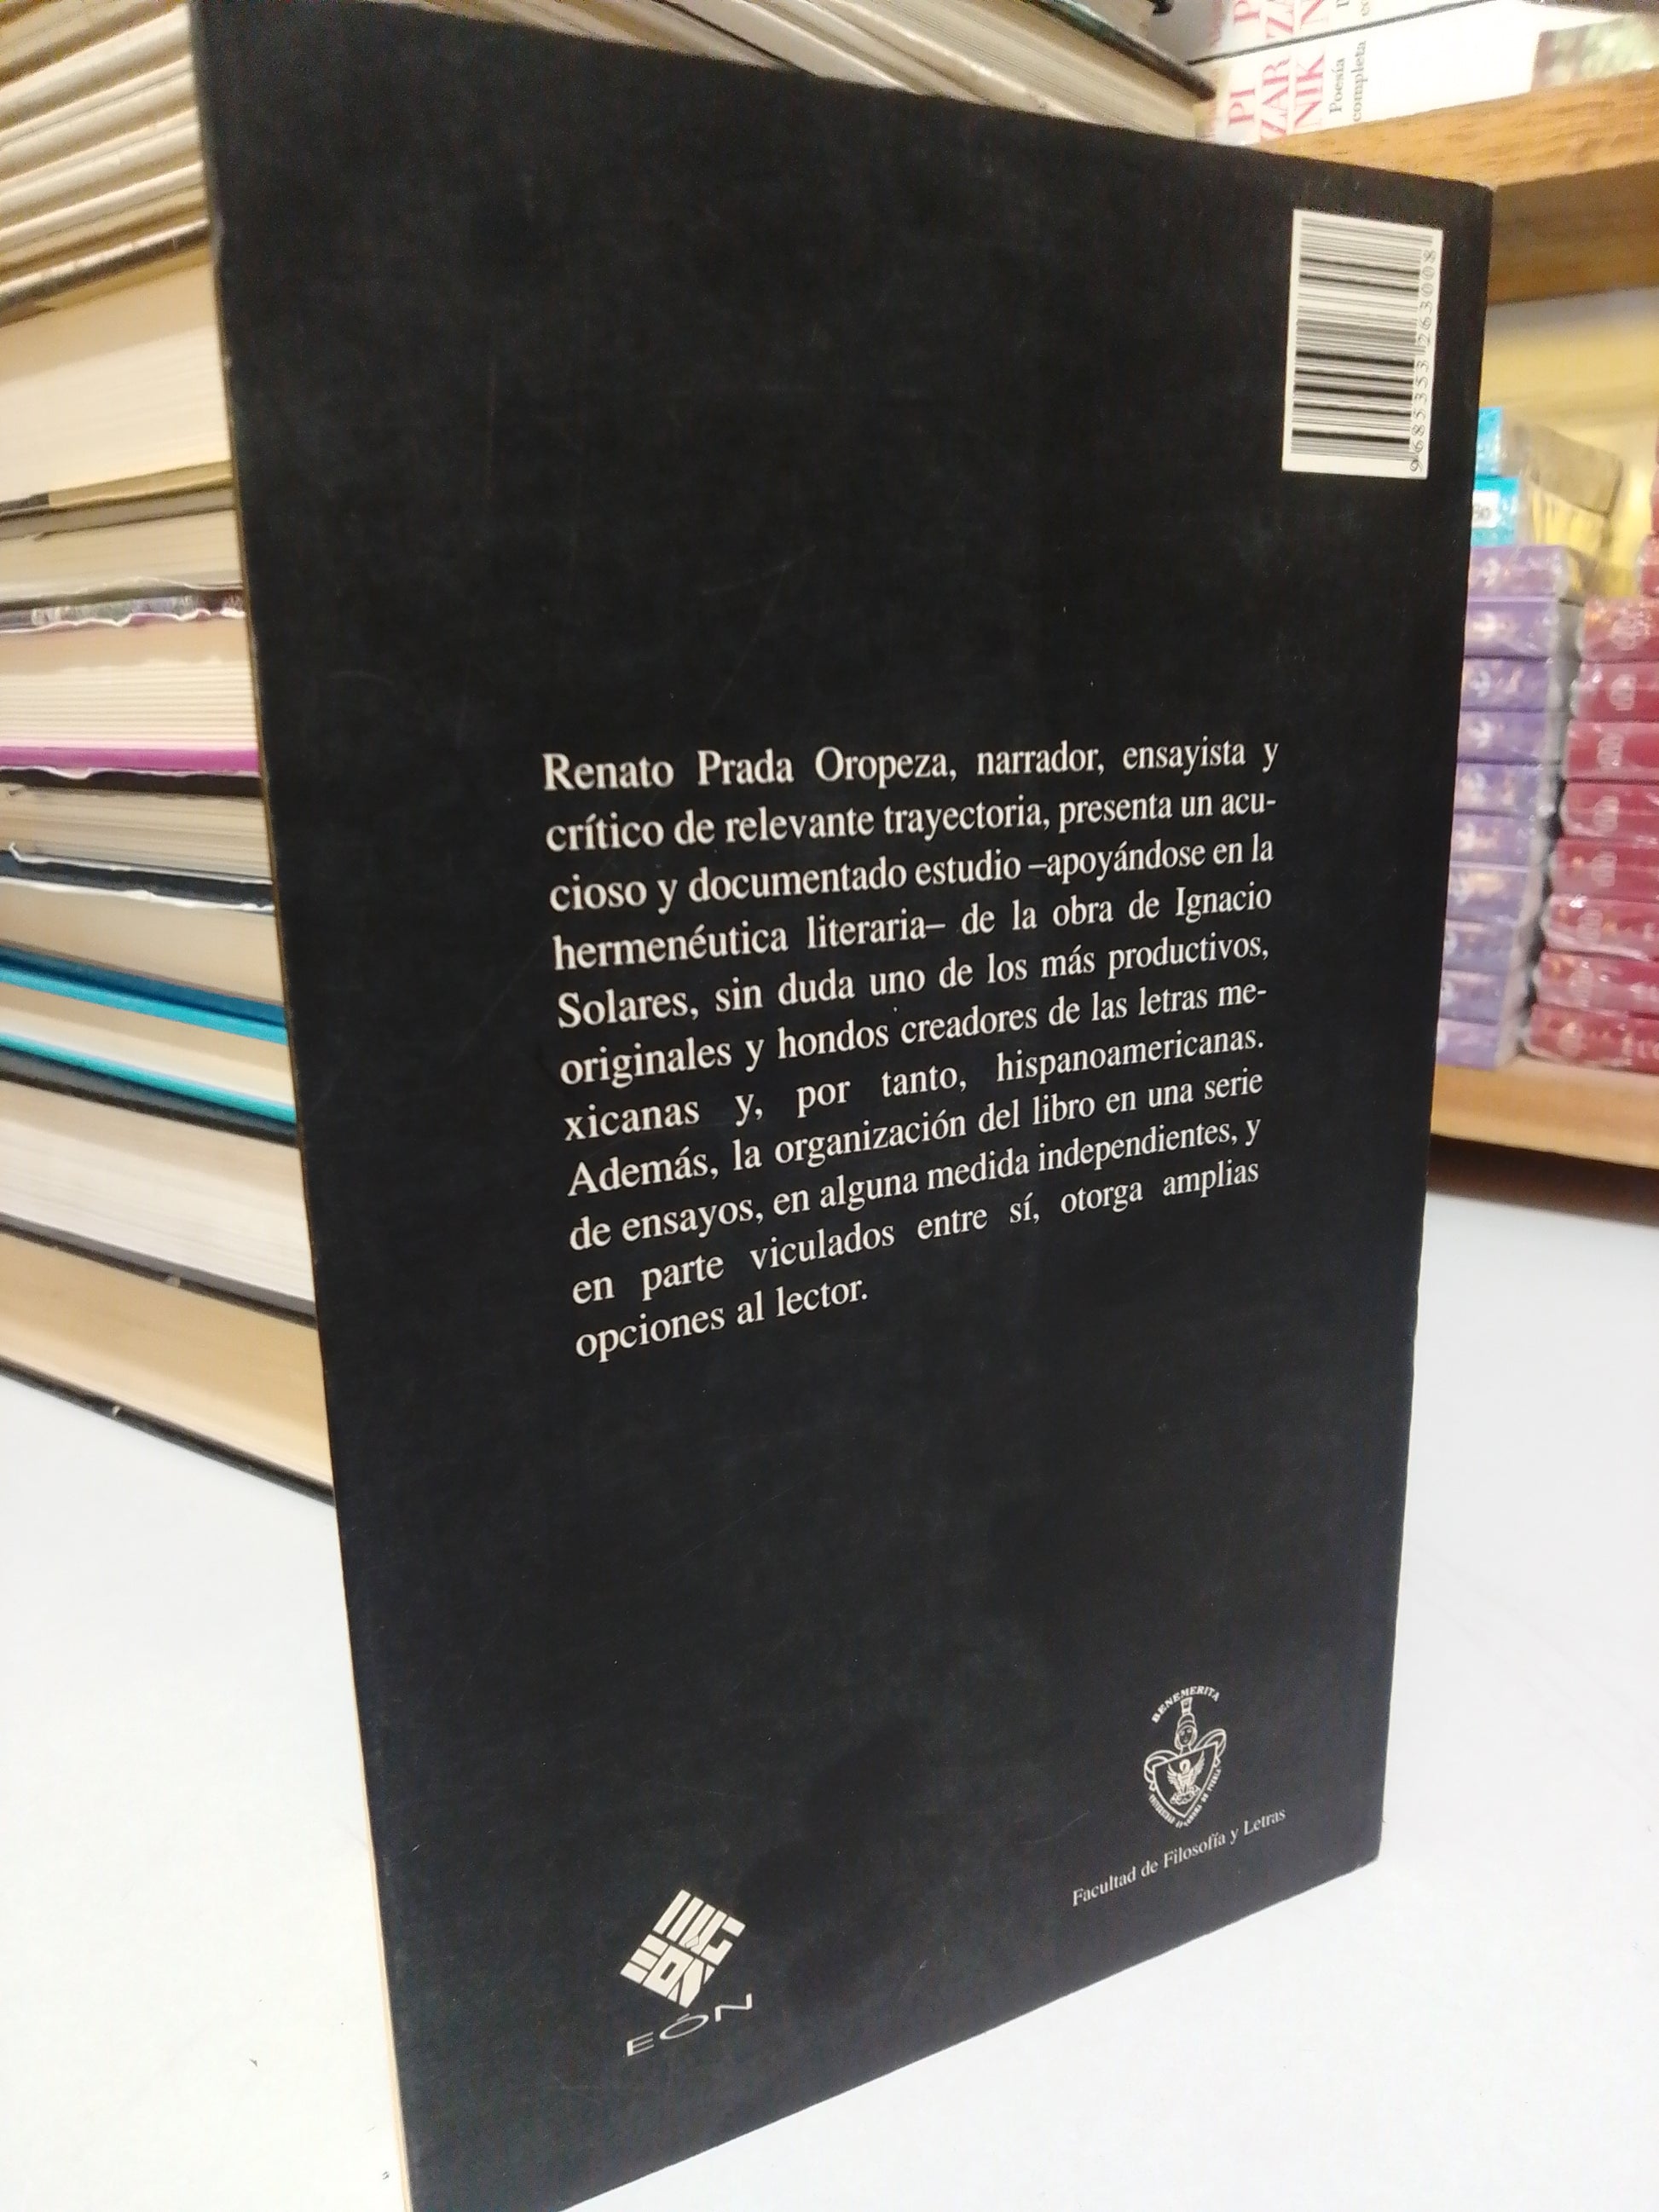 PI
ZAR
NIK
Poesía
completa
9685353263008
Renato Prada Oropeza, narrador, ensayista y
crítico de relevante trayectoria, presenta un acu-
cioso y documentado estudio –apoyándose en la
hermenéutica literaria– de la obra de Ignacio
Solares, sin duda uno de los más productivos,
originales y hondos creadores de las letras me-
xicanas y, por tanto, hispanoamericanas.
Además, la organización del libro en una serie
de ensayos, en alguna medida independientes, y
en parte viculados entre sí, otorga amplias
opciones al lector.
BENEMERITA
Facultad de Filosofía y Letras
EÓN